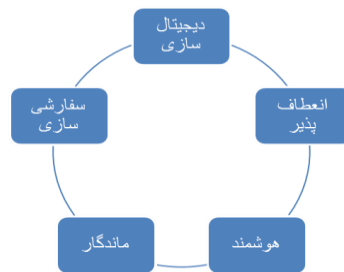 دیجیتال
سازی
انعطاف
پذیر
هوشمند
ماندگار
سفارشی
سازی